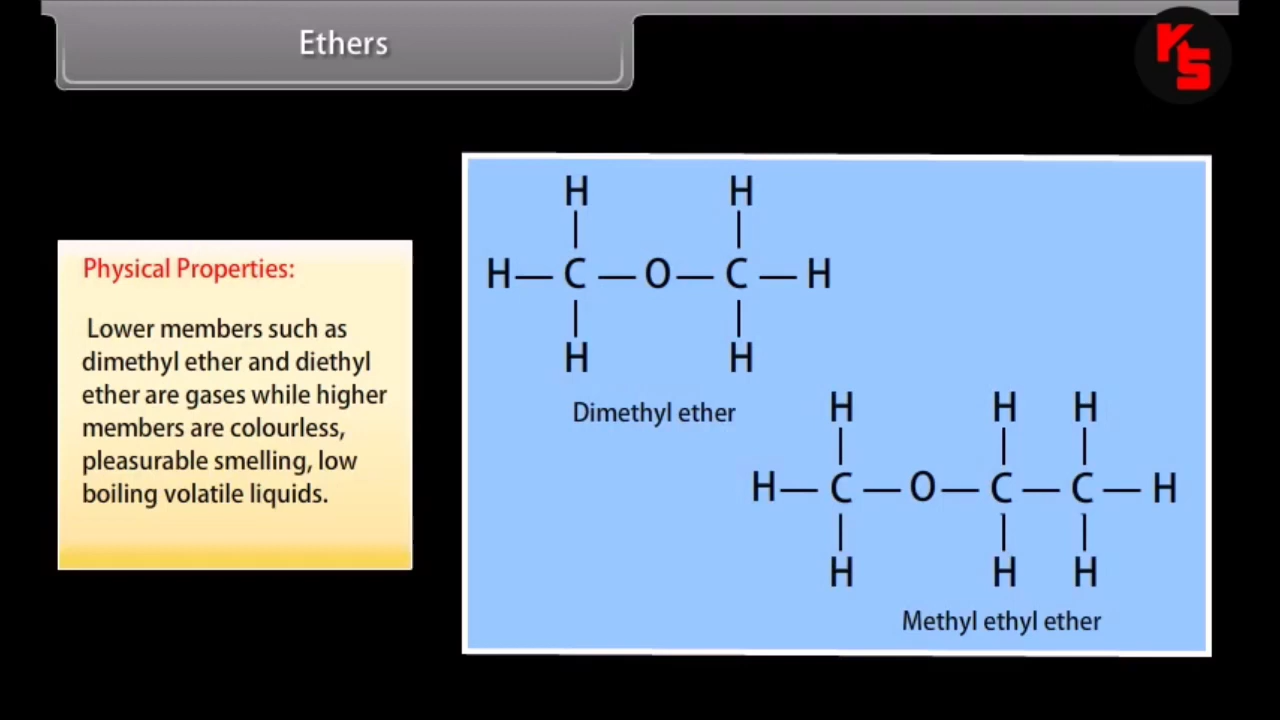 Ethers
rts
Physical Properties:
Lower members such as
dimethyl ether and diethyl
ether are gases while higher
members are colourless,
pleasurable smelling, low
boiling volatile liquids.
H H
H — C — O — C — H
H H
Dimethyl ether
H H H
H — C — O — C — C — H
H H H
Methyl ethyl ether